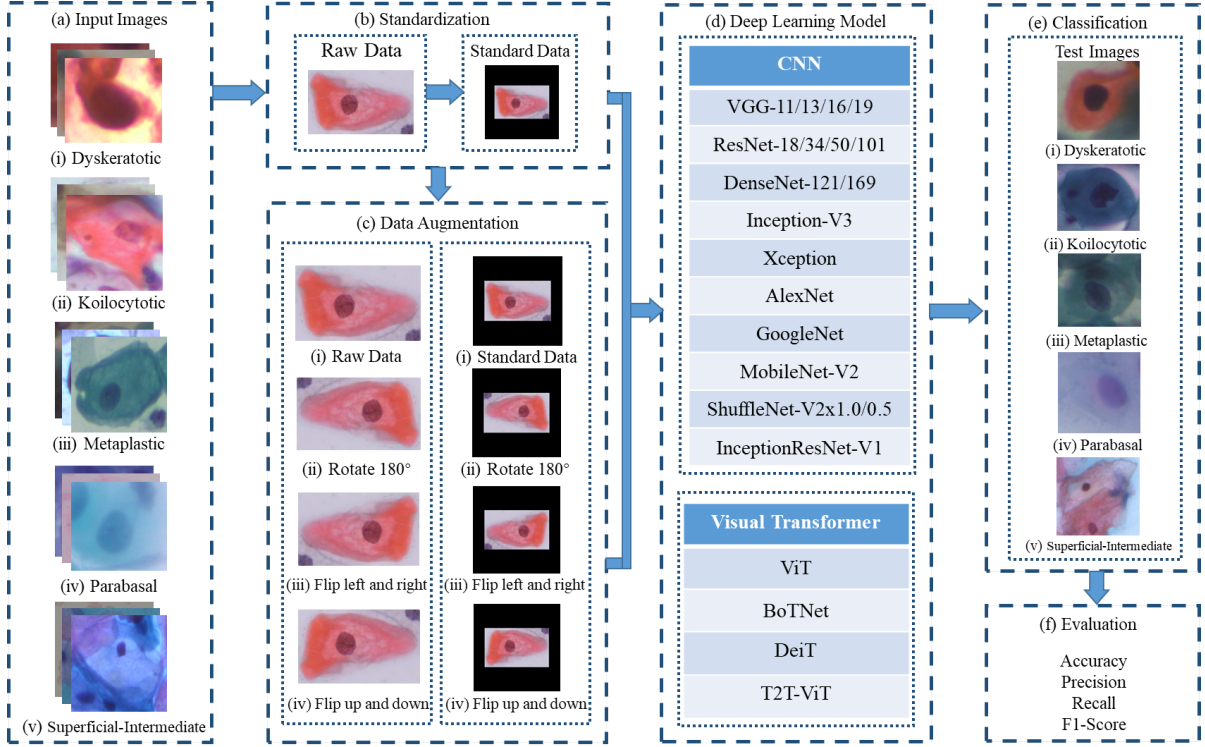 (a) Input Images
(i) Dyskeratotic
(ii) Koilocytotic
(iii) Metaplastic
(iv) Parabasal
(v) Superficial-Intermediate
(b) Standardization
Raw Data
Standard Data
(c) Data Augmentation
(i) Raw Data
(ii) Rotate 180°
(iii) Flip left and right
(iv) Flip up and down
(i) Standard Data
(ii) Rotate 180°
(iii) Flip left and right
(iv) Flip up and down
(d) Deep Learning Model
CNN
VGG-11/13/16/19
ResNet-18/34/50/101
DenseNet-121/169
Inception-V3
Xception
AlexNet
GoogleNet
MobileNet-V2
ShuffleNet-V2x1.0/0.5
InceptionResNet-V1
Visual Transformer
ViT
BoTNet
DeiT
T2T-ViT
(e) Classification
Test Images
(i) Dyskeratotic
(ii) Koilocytotic
(iii) Metaplastic
(iv) Parabasal
(v) Superficial-Intermediate
(f) Evaluation
Accuracy
Precision
Recall
F1-Score